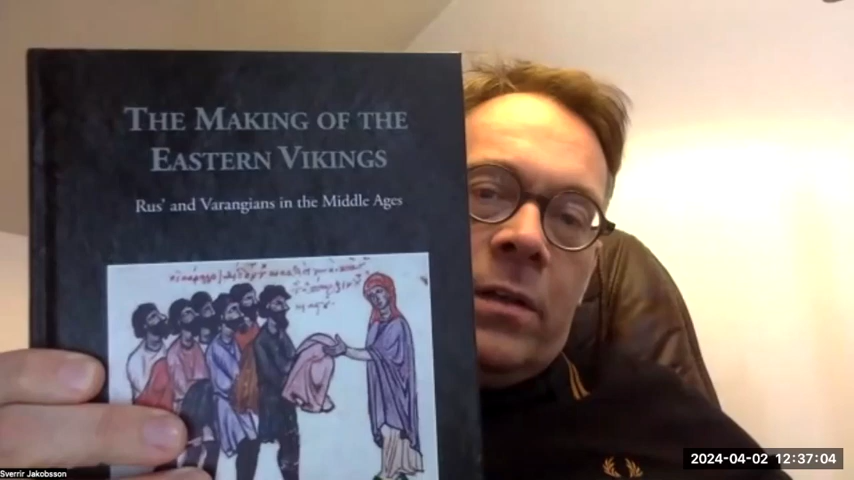 THE MAKING OF THE
EASTERN VIKINGS
Rus' and Varangians in the Middle Ages
Sverrir Jakobsson
2024-04-02 12:37:04